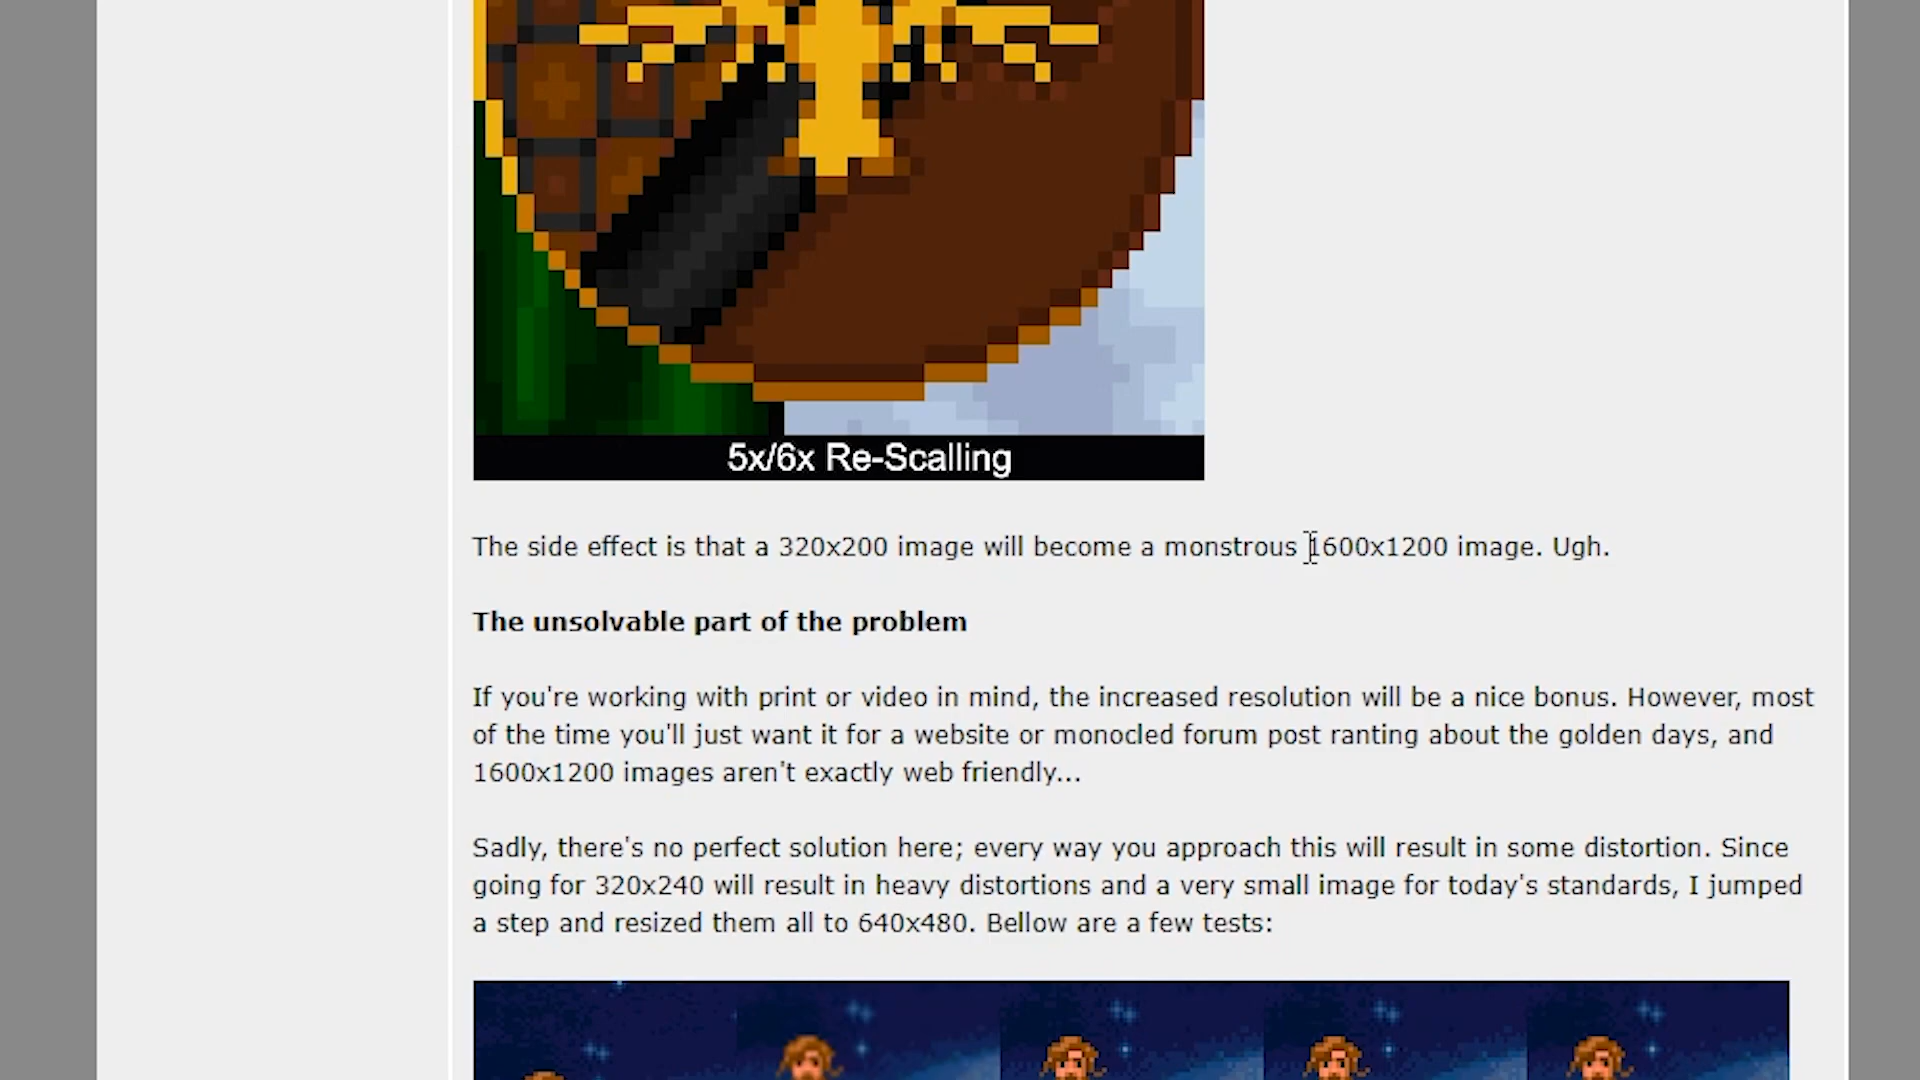 5x/6x Re-Scalling
The side effect is that a 320x200 image will become a monstrous 1600x1200 image. Ugh.
The unsolvable part of the problem
If you're working with print or video in mind, the increased resolution will be a nice bonus. However, most
of the time you'll just want it for a website or monocled forum post ranting about the golden days, and
1600x1200 images aren't exactly web friendly...
Sadly, there's no perfect solution here; every way you approach this will result in some distortion. Since
going for 320x240 will result in heavy distortions and a very small image for today's standards, I jumped
a step and resized them all to 640x480. Bellow are a few tests: